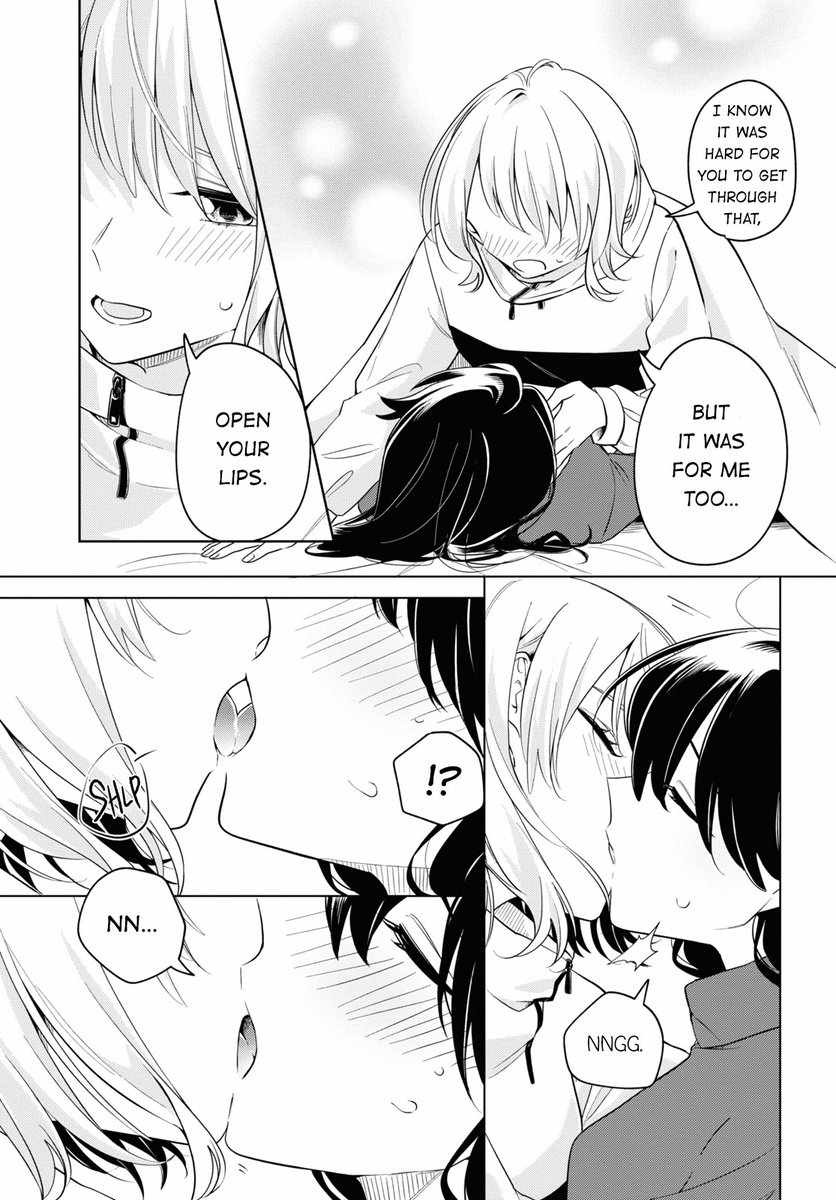 I KNOW
IT WAS
HARD FOR
YOU TO GET
THROUGH
THAT,
BUT
IT WAS
FOR ME
TOO...
OPEN
YOUR
LIPS.
NNGG.
!?
SHLP
NN...